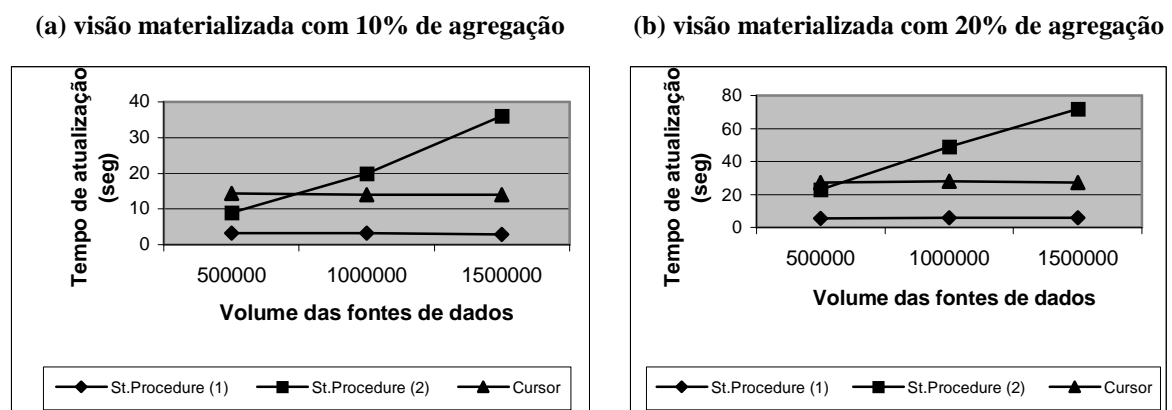 (a) visão materializada com 10% de agregação
(b) visão materializada com 20% de agregação
Tempo de atualização
(seg)
40
30
20
10
0
500000 1000000 1500000
Volume das fontes de dados
St.Procedure (1) St.Procedure (2) Cursor
Tempo de atualização
(seg)
80
60
40
20
0
500000 1000000 1500000
Volume das fontes de dados
St.Procedure (1) St.Procedure (2) Cursor